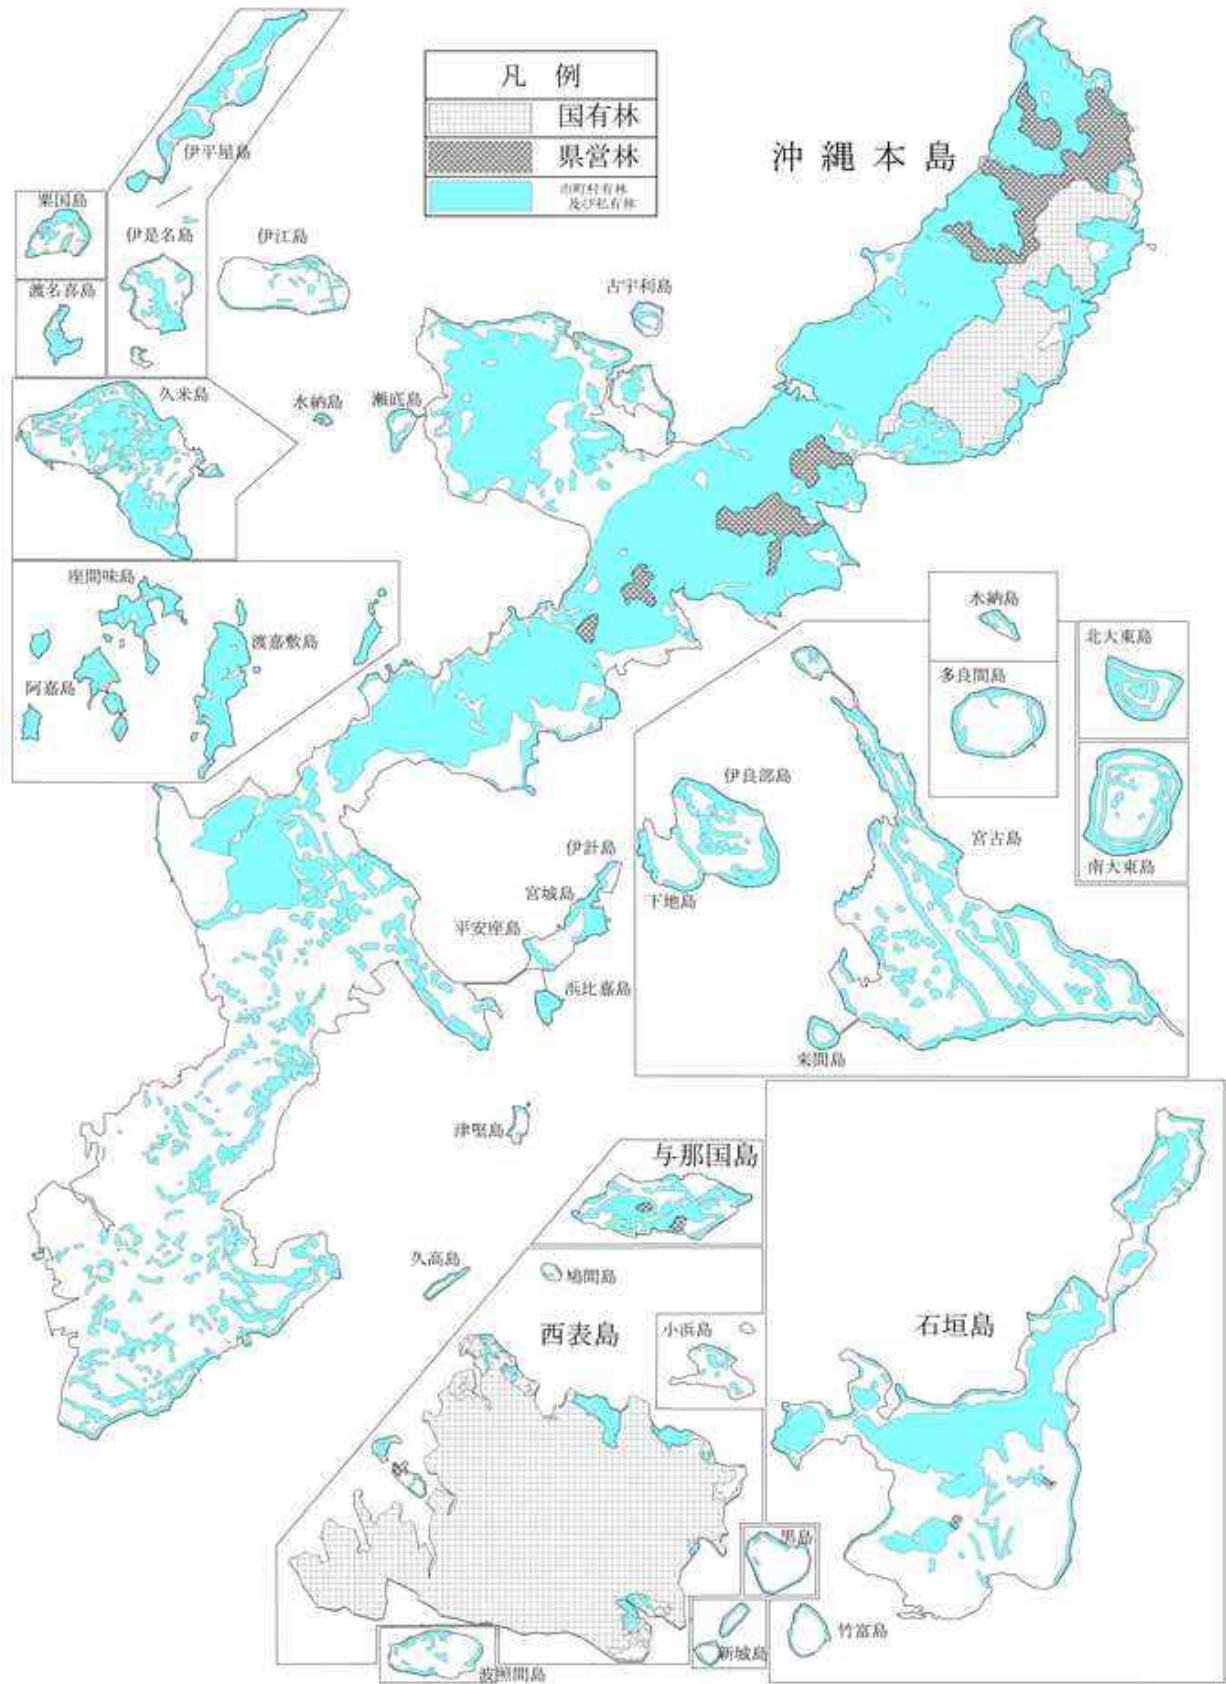 凡 例
国有林
県営林
市町村有林
及び私有林
沖縄本島
伊平屋島
粟国島
伊是名島
伊江島
渡名喜島
古宇利島
久米島
水納島
瀬底島
座間味島
渡嘉敷島
阿嘉島
水納島
北大東島
多良間島
伊良部島
宮古島
南大東島
下地島
伊計島
宮城島
平安座島
浜比嘉島
来間島
津堅島
与那国島
久高島
鳩間島
西表島
小浜島
石垣島
黒島
竹富島
新城島
波照間島